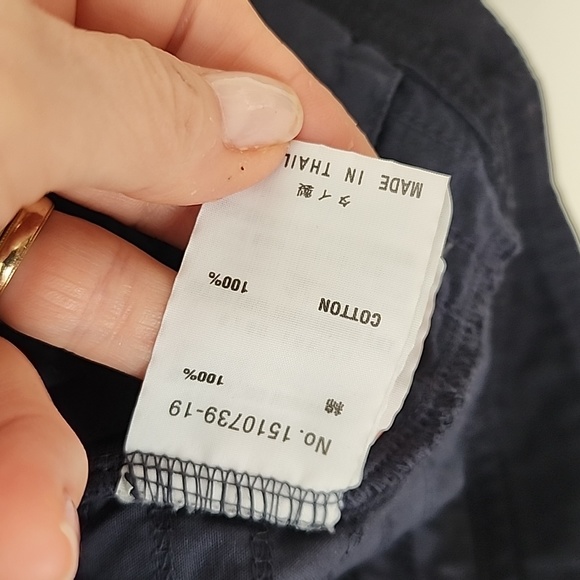 No. 1510739-19
綿 100%
COTTON 100%
タイ製
MADE IN THAIL